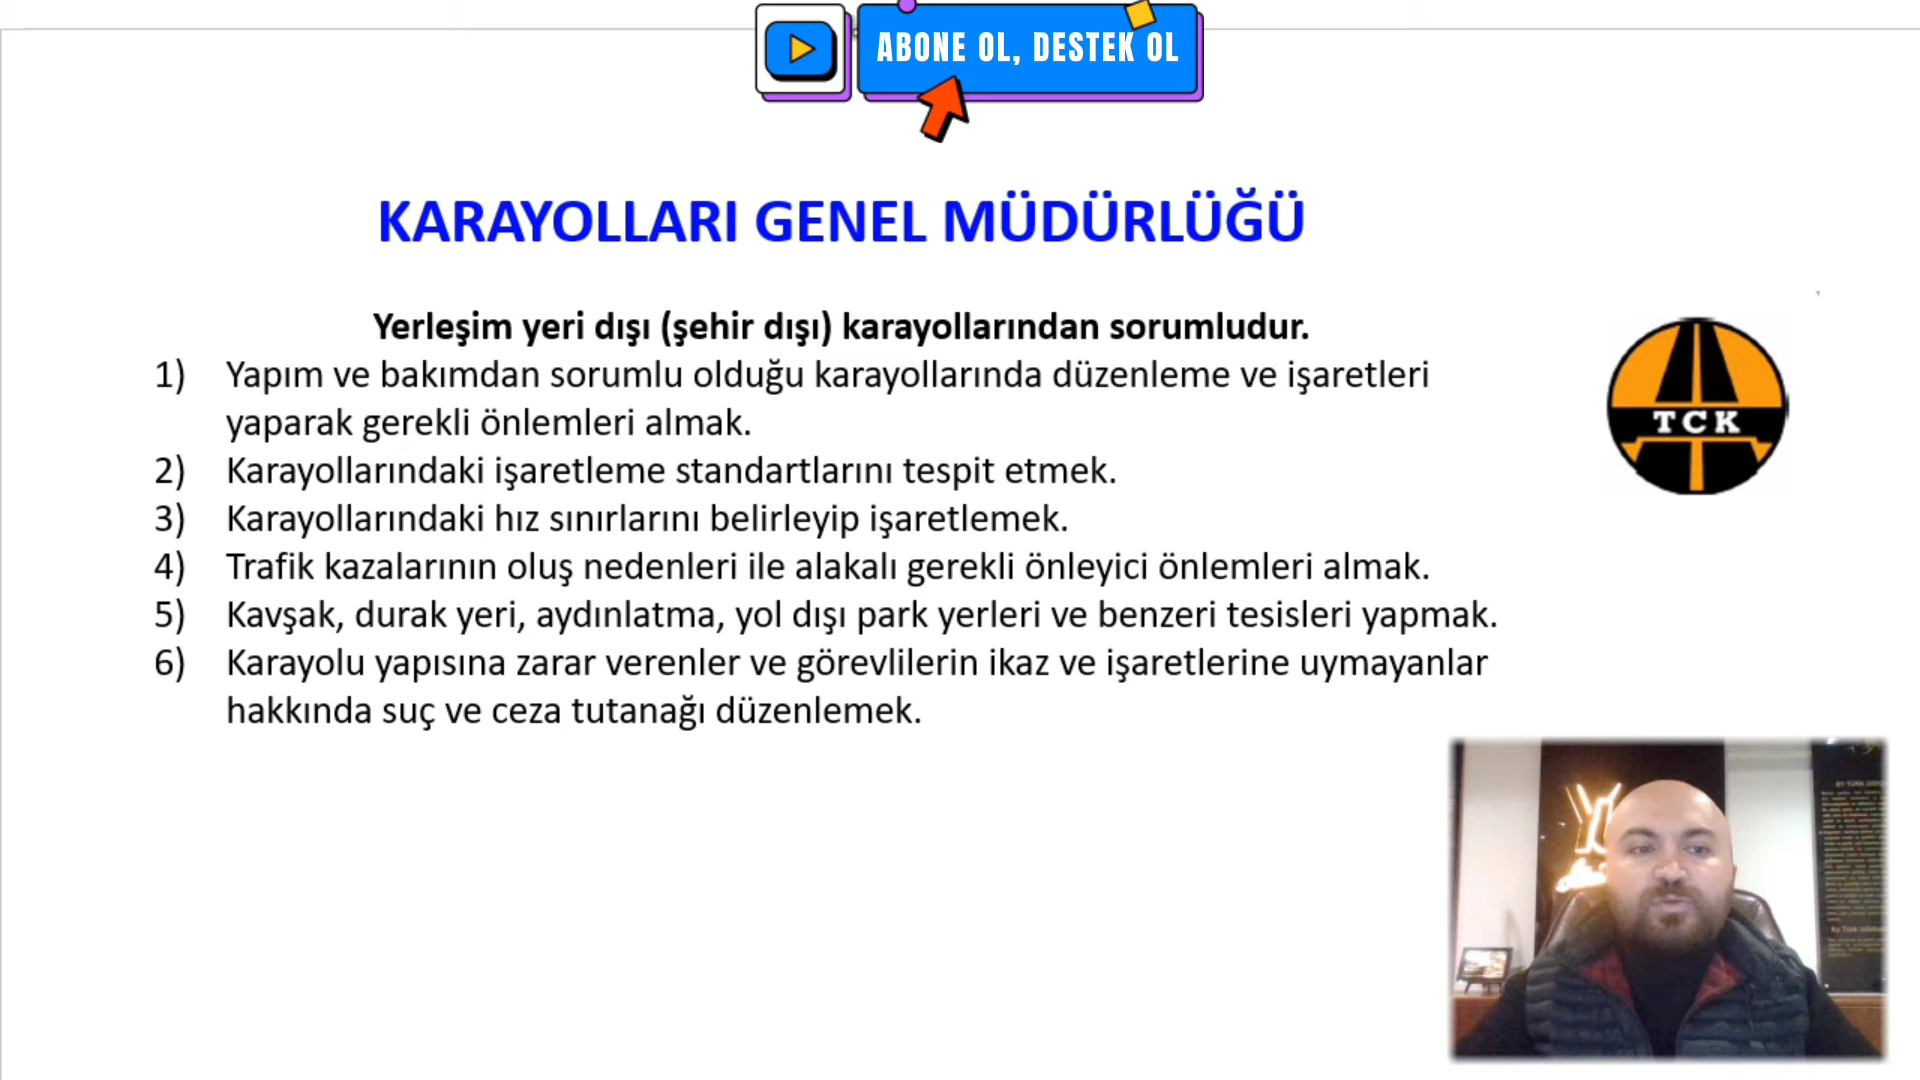 ABONE OL, DESTEK OL
KARAYOLLARI GENEL MÜDÜRLÜĞÜ
Yerleşim yeri dışı (şehir dışı) karayollarından sorumludur.
1) Yapım ve bakımdan sorumlu olduğu karayollarında düzenleme ve işaretleri
yaparak gerekli önlemleri almak.
2) Karayollarındaki işaretleme standartlarını tespit etmek.
3) Karayollarındaki hız sınırlarını belirleyip işaretlemek.
4) Trafik kazalarının oluş nedenleri ile alakalı gerekli önleyici önlemleri almak.
5) Kavşak, durak yeri, aydınlatma, yol dışı park yerleri ve benzeri tesisleri yapmak.
6) Karayolu yapısına zarar verenler ve görevlilerin ikaz ve işaretlerine uymayanlar
hakkında suç ve ceza tutanağı düzenlemek.
TCK